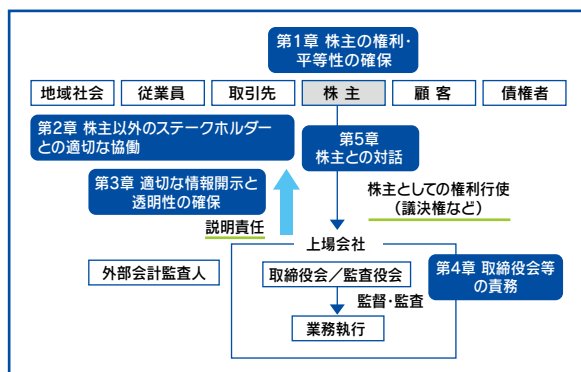 第1章 株主の権利・
平等性の確保
地域社会
従業員
取引先
株 主
顧 客
債権者
第2章 株主以外のステークホルダー
との適切な協働
第5章
株主との対話
第3章 適切な情報開示と
透明性の確保
株主としての権利行使
（議決権など）
説明責任
上場会社
外部会計監査人
取締役会／監査役会
第4章 取締役会等
の責務
監督・監査
業務執行